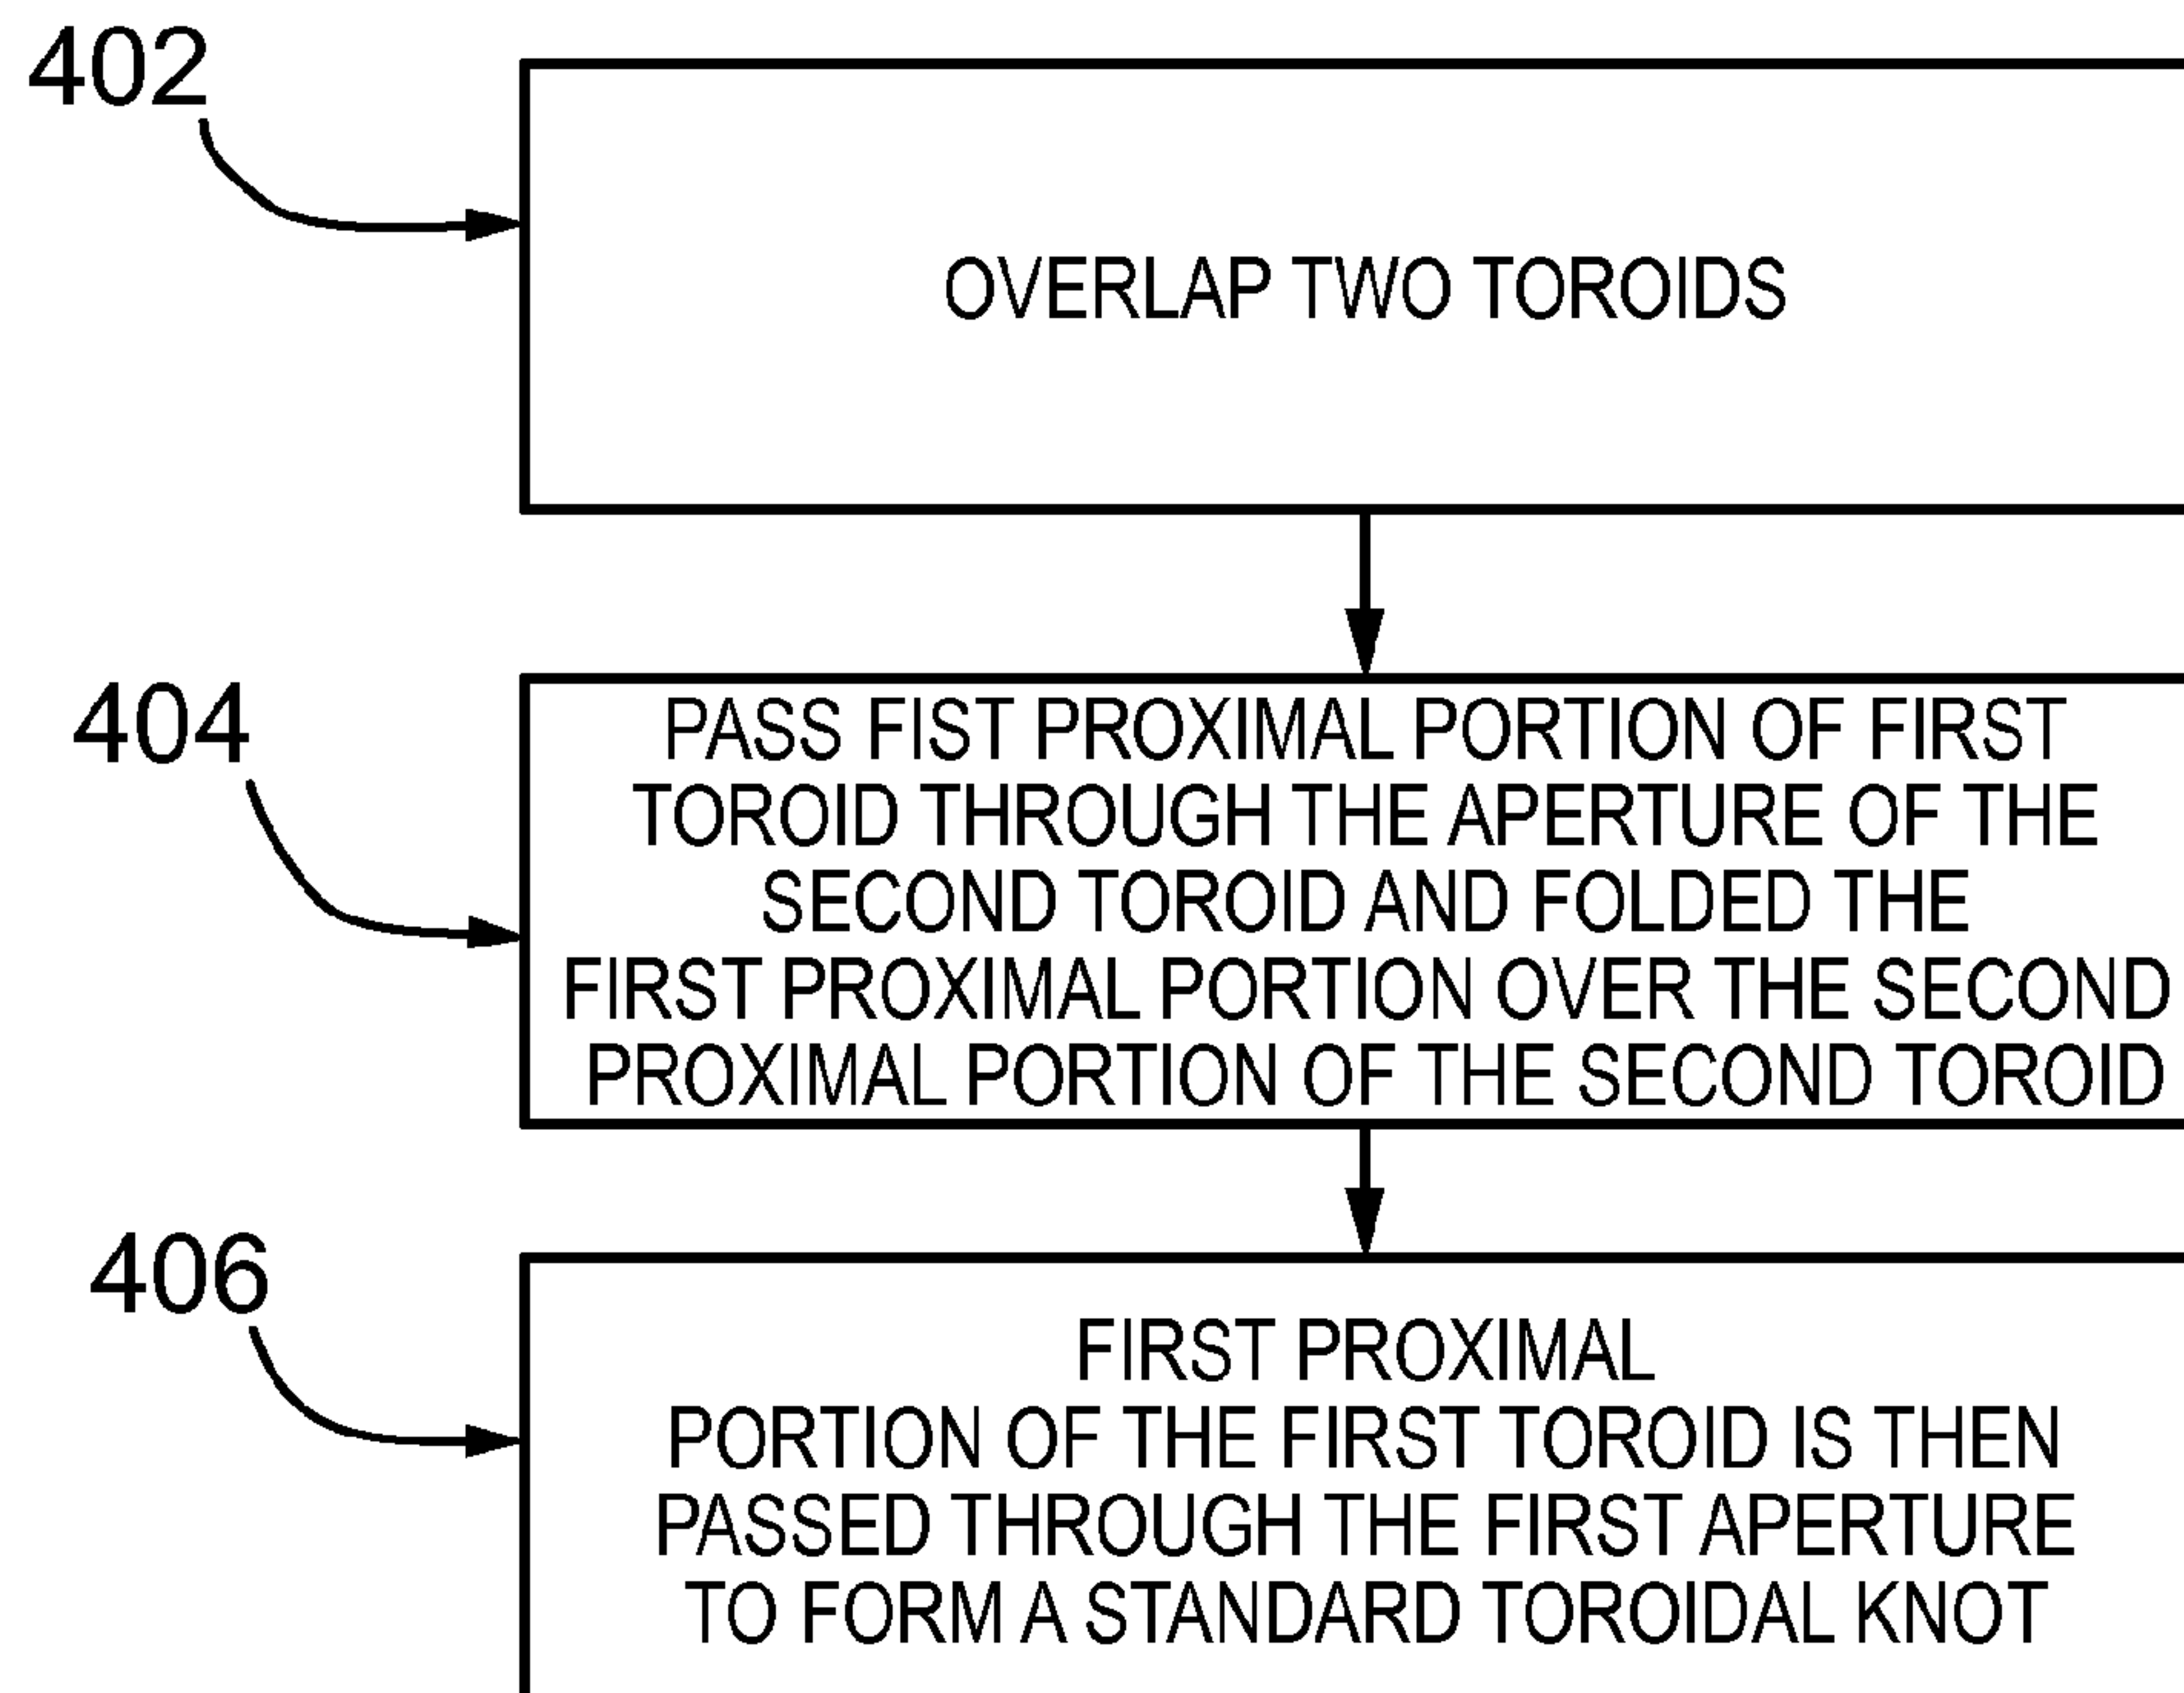 402
OVERLAP TWO TOROIDS
404
PASS FIST PROXIMAL PORTION OF FIRST
TOROID THROUGH THE APERTURE OF THE
SECOND TOROID AND FOLDED THE
FIRST PROXIMAL PORTION OVER THE SECOND
PROXIMAL PORTION OF THE SECOND TOROID
406
FIRST PROXIMAL
PORTION OF THE FIRST TOROID IS THEN
PASSED THROUGH THE FIRST APERTURE
TO FORM A STANDARD TOROIDAL KNOT